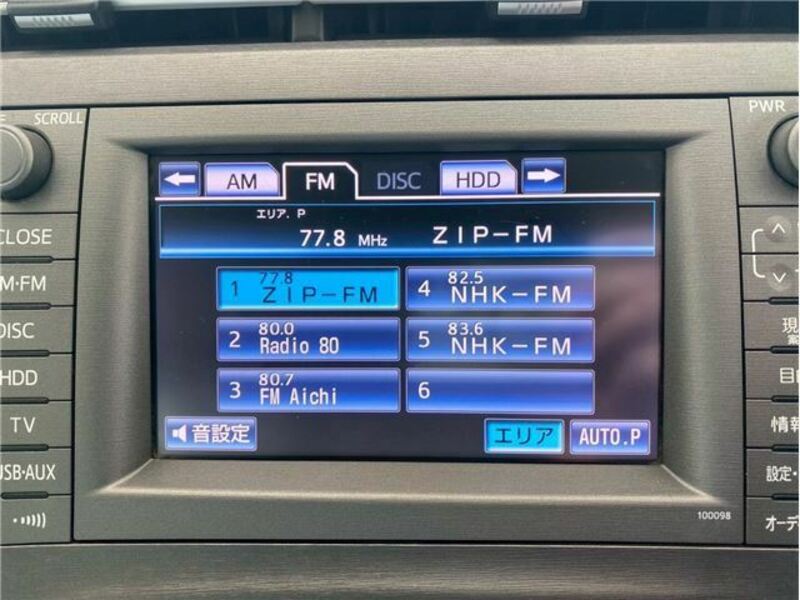 SCROLL
PWR
AM FM DISC HDD
エリア. P
77.8 MHz ZIP-FM
1 77.8 ZIP-FM
4 82.5 NHK-FM
2 80.0 Radio 80
5 83.6 NHK-FM
3 80.7 FM Aichi
6
音設定 エリア AUTO.P
100098
CLOSE
M·FM
DISC
HDD
TV
USB·AUX
現
案
目
情報
設定·
オーデ